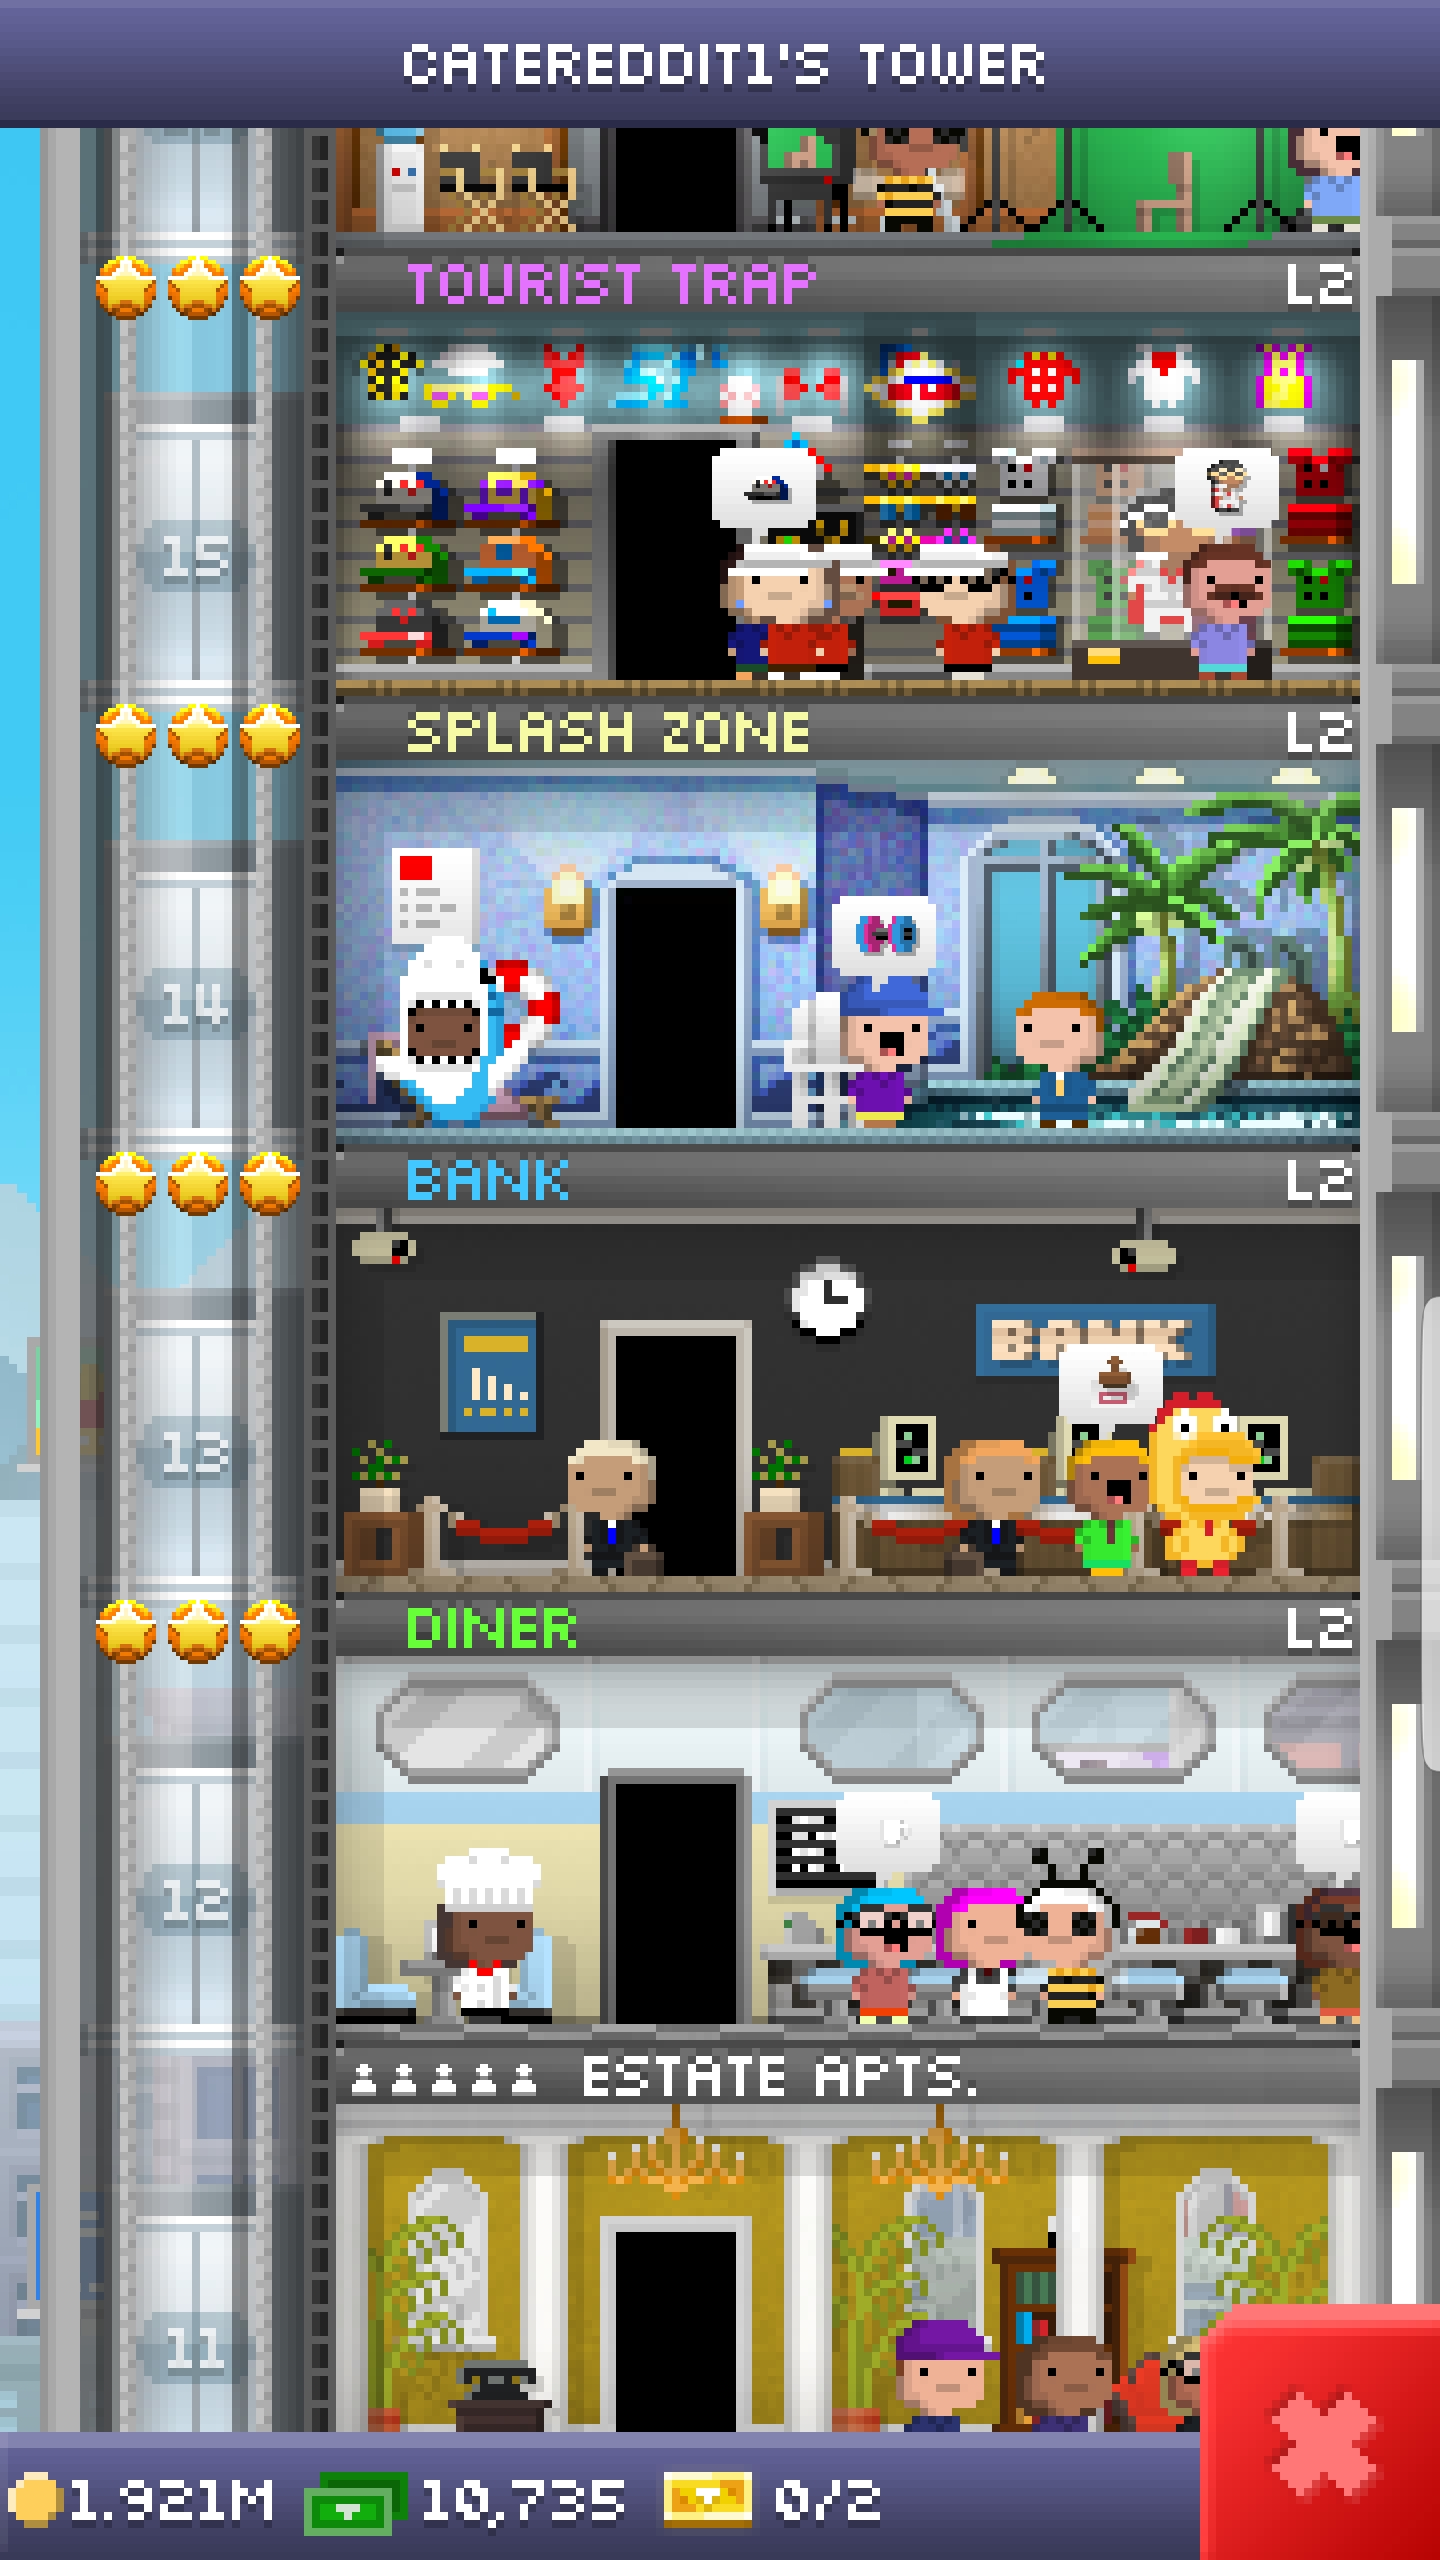 CATEREDDIT1'S TOWER
TOURIST TRAP L2
15
SPLASH ZONE L2
14
BANK L2
BANK
13
DINER L2
12
ESTATE APTS.
11
1.921M 10,735 0/2